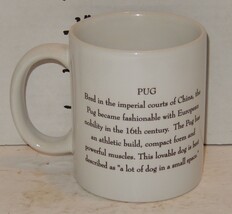 PUG
Bred in the imperial courts of China, the
Pug became fashionable with European
nobility in the 16th century. The Pug has
an athletic build, compact form and
powerful muscles. This lovable dog is best
described as "a lot of dog in a small space."